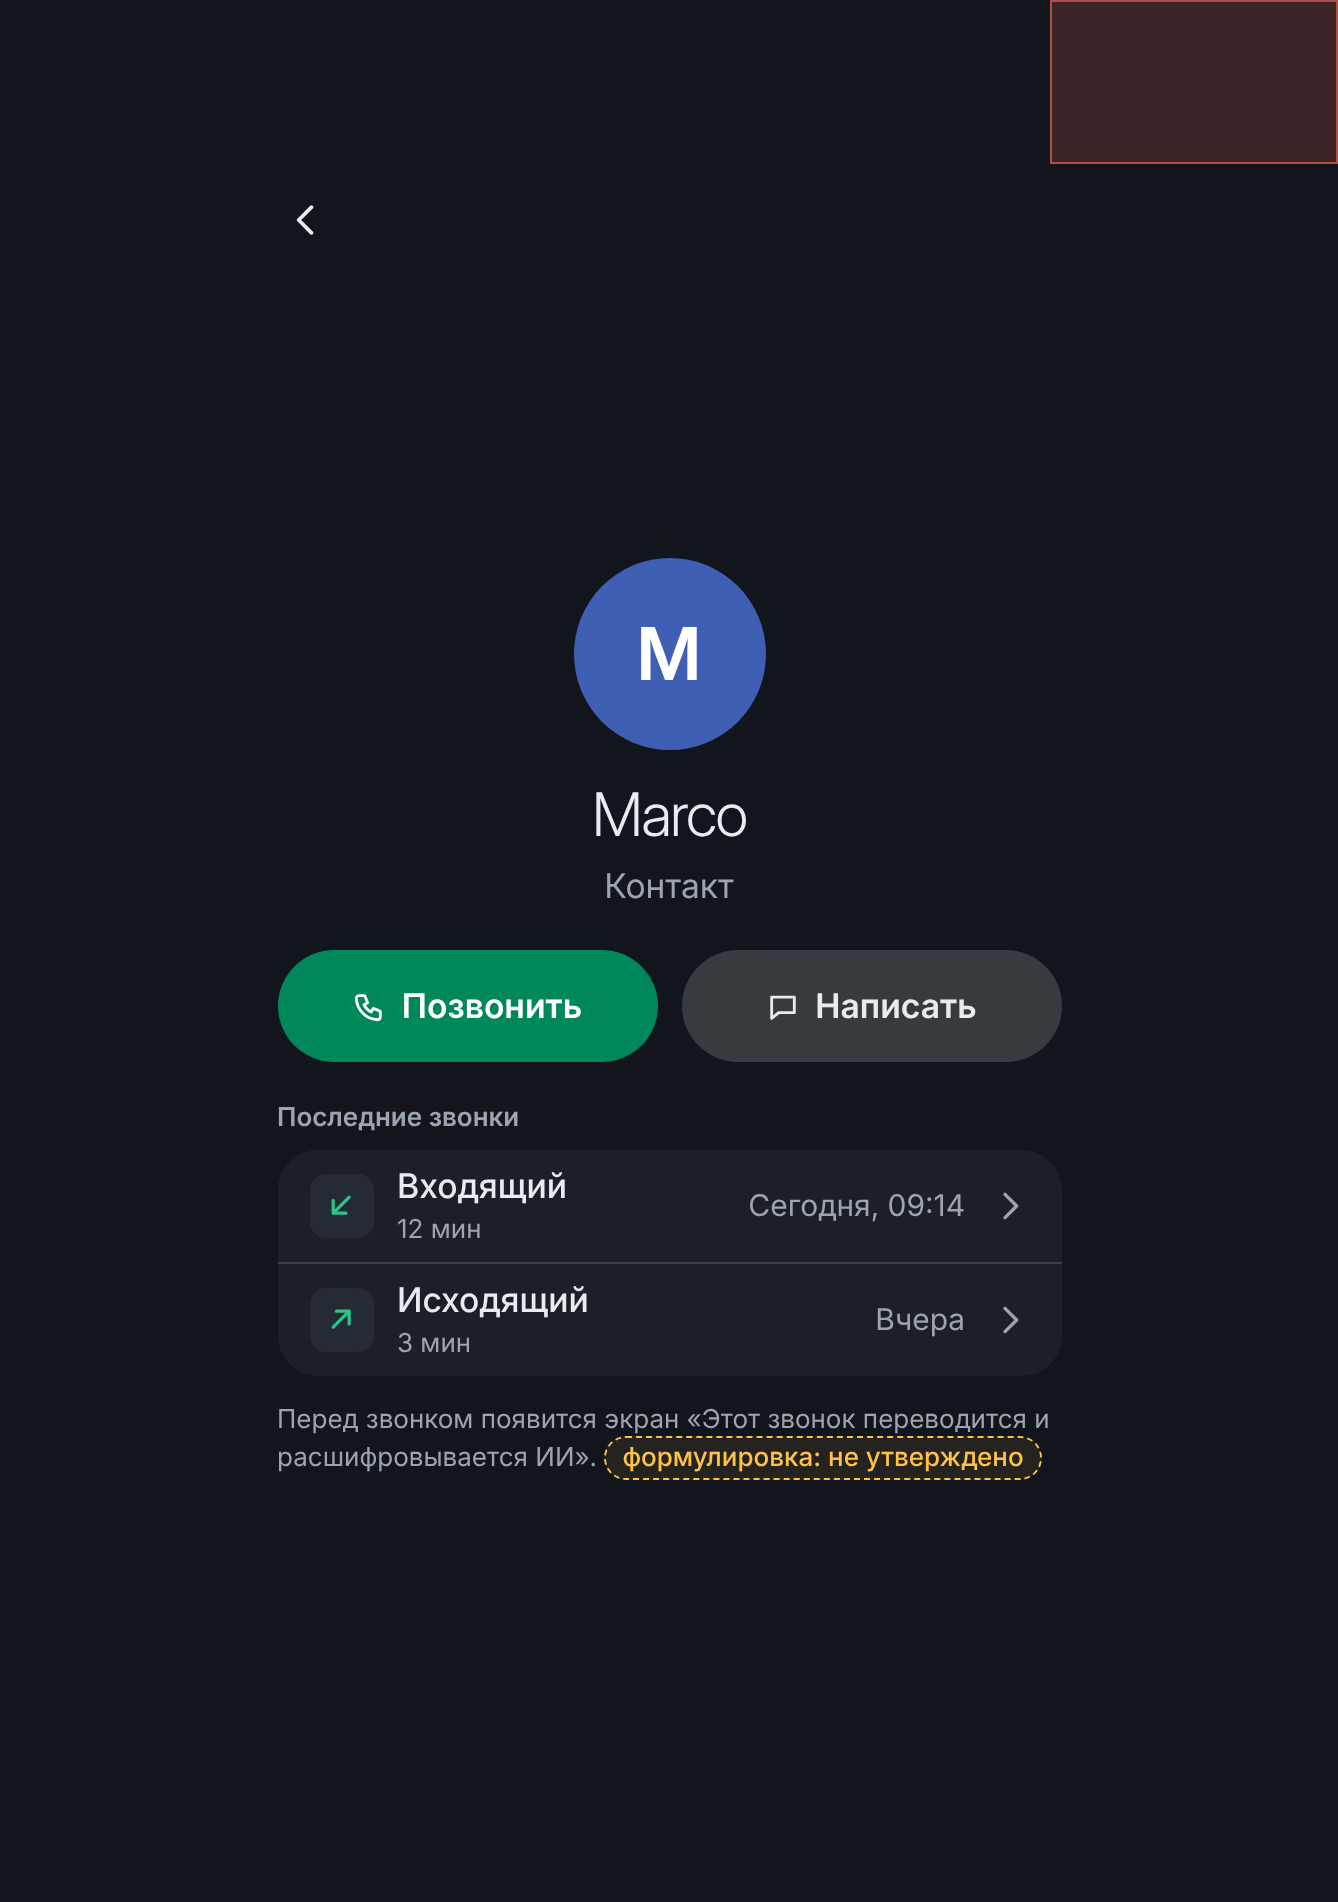 M
Marco
Контакт
Позвонить
Написать
Последние звонки
Входящий
12 мин
Сегодня, 09:14
Исходящий
3 мин
Вчера
Перед звонком появится экран «Этот звонок переводится и
расшифровывается ИИ». формулировка: не утверждено